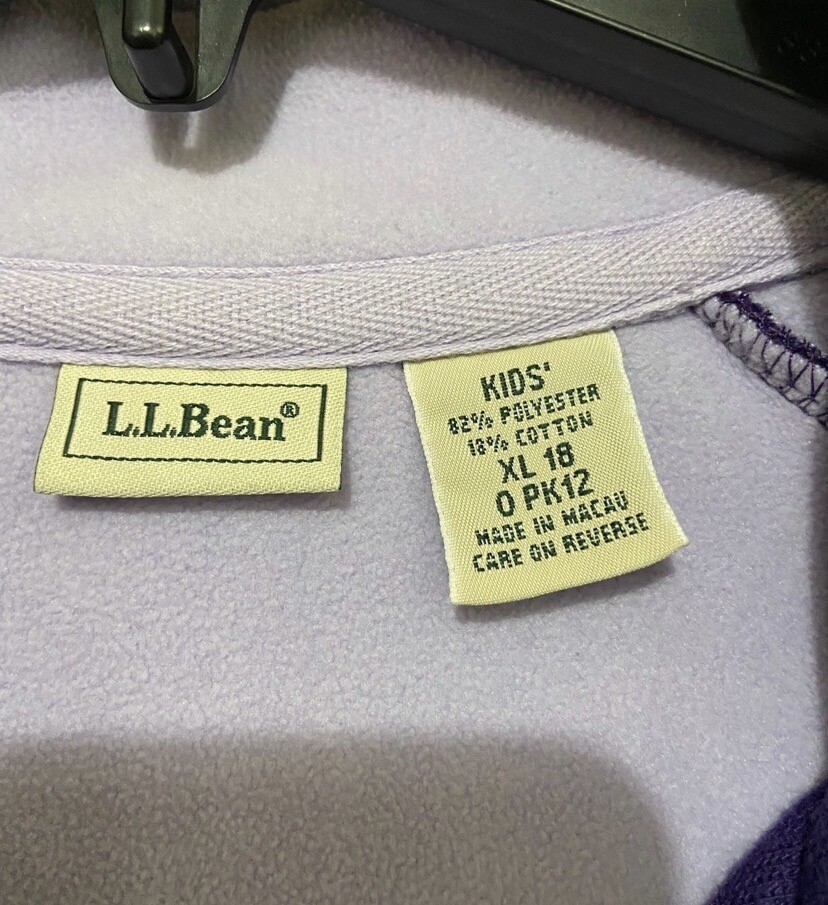 L.L.Bean®
KIDS'
82% POLYESTER
18% COTTON
XL 18
0 PK12
MADE IN MACAU
CARE ON REVERSE